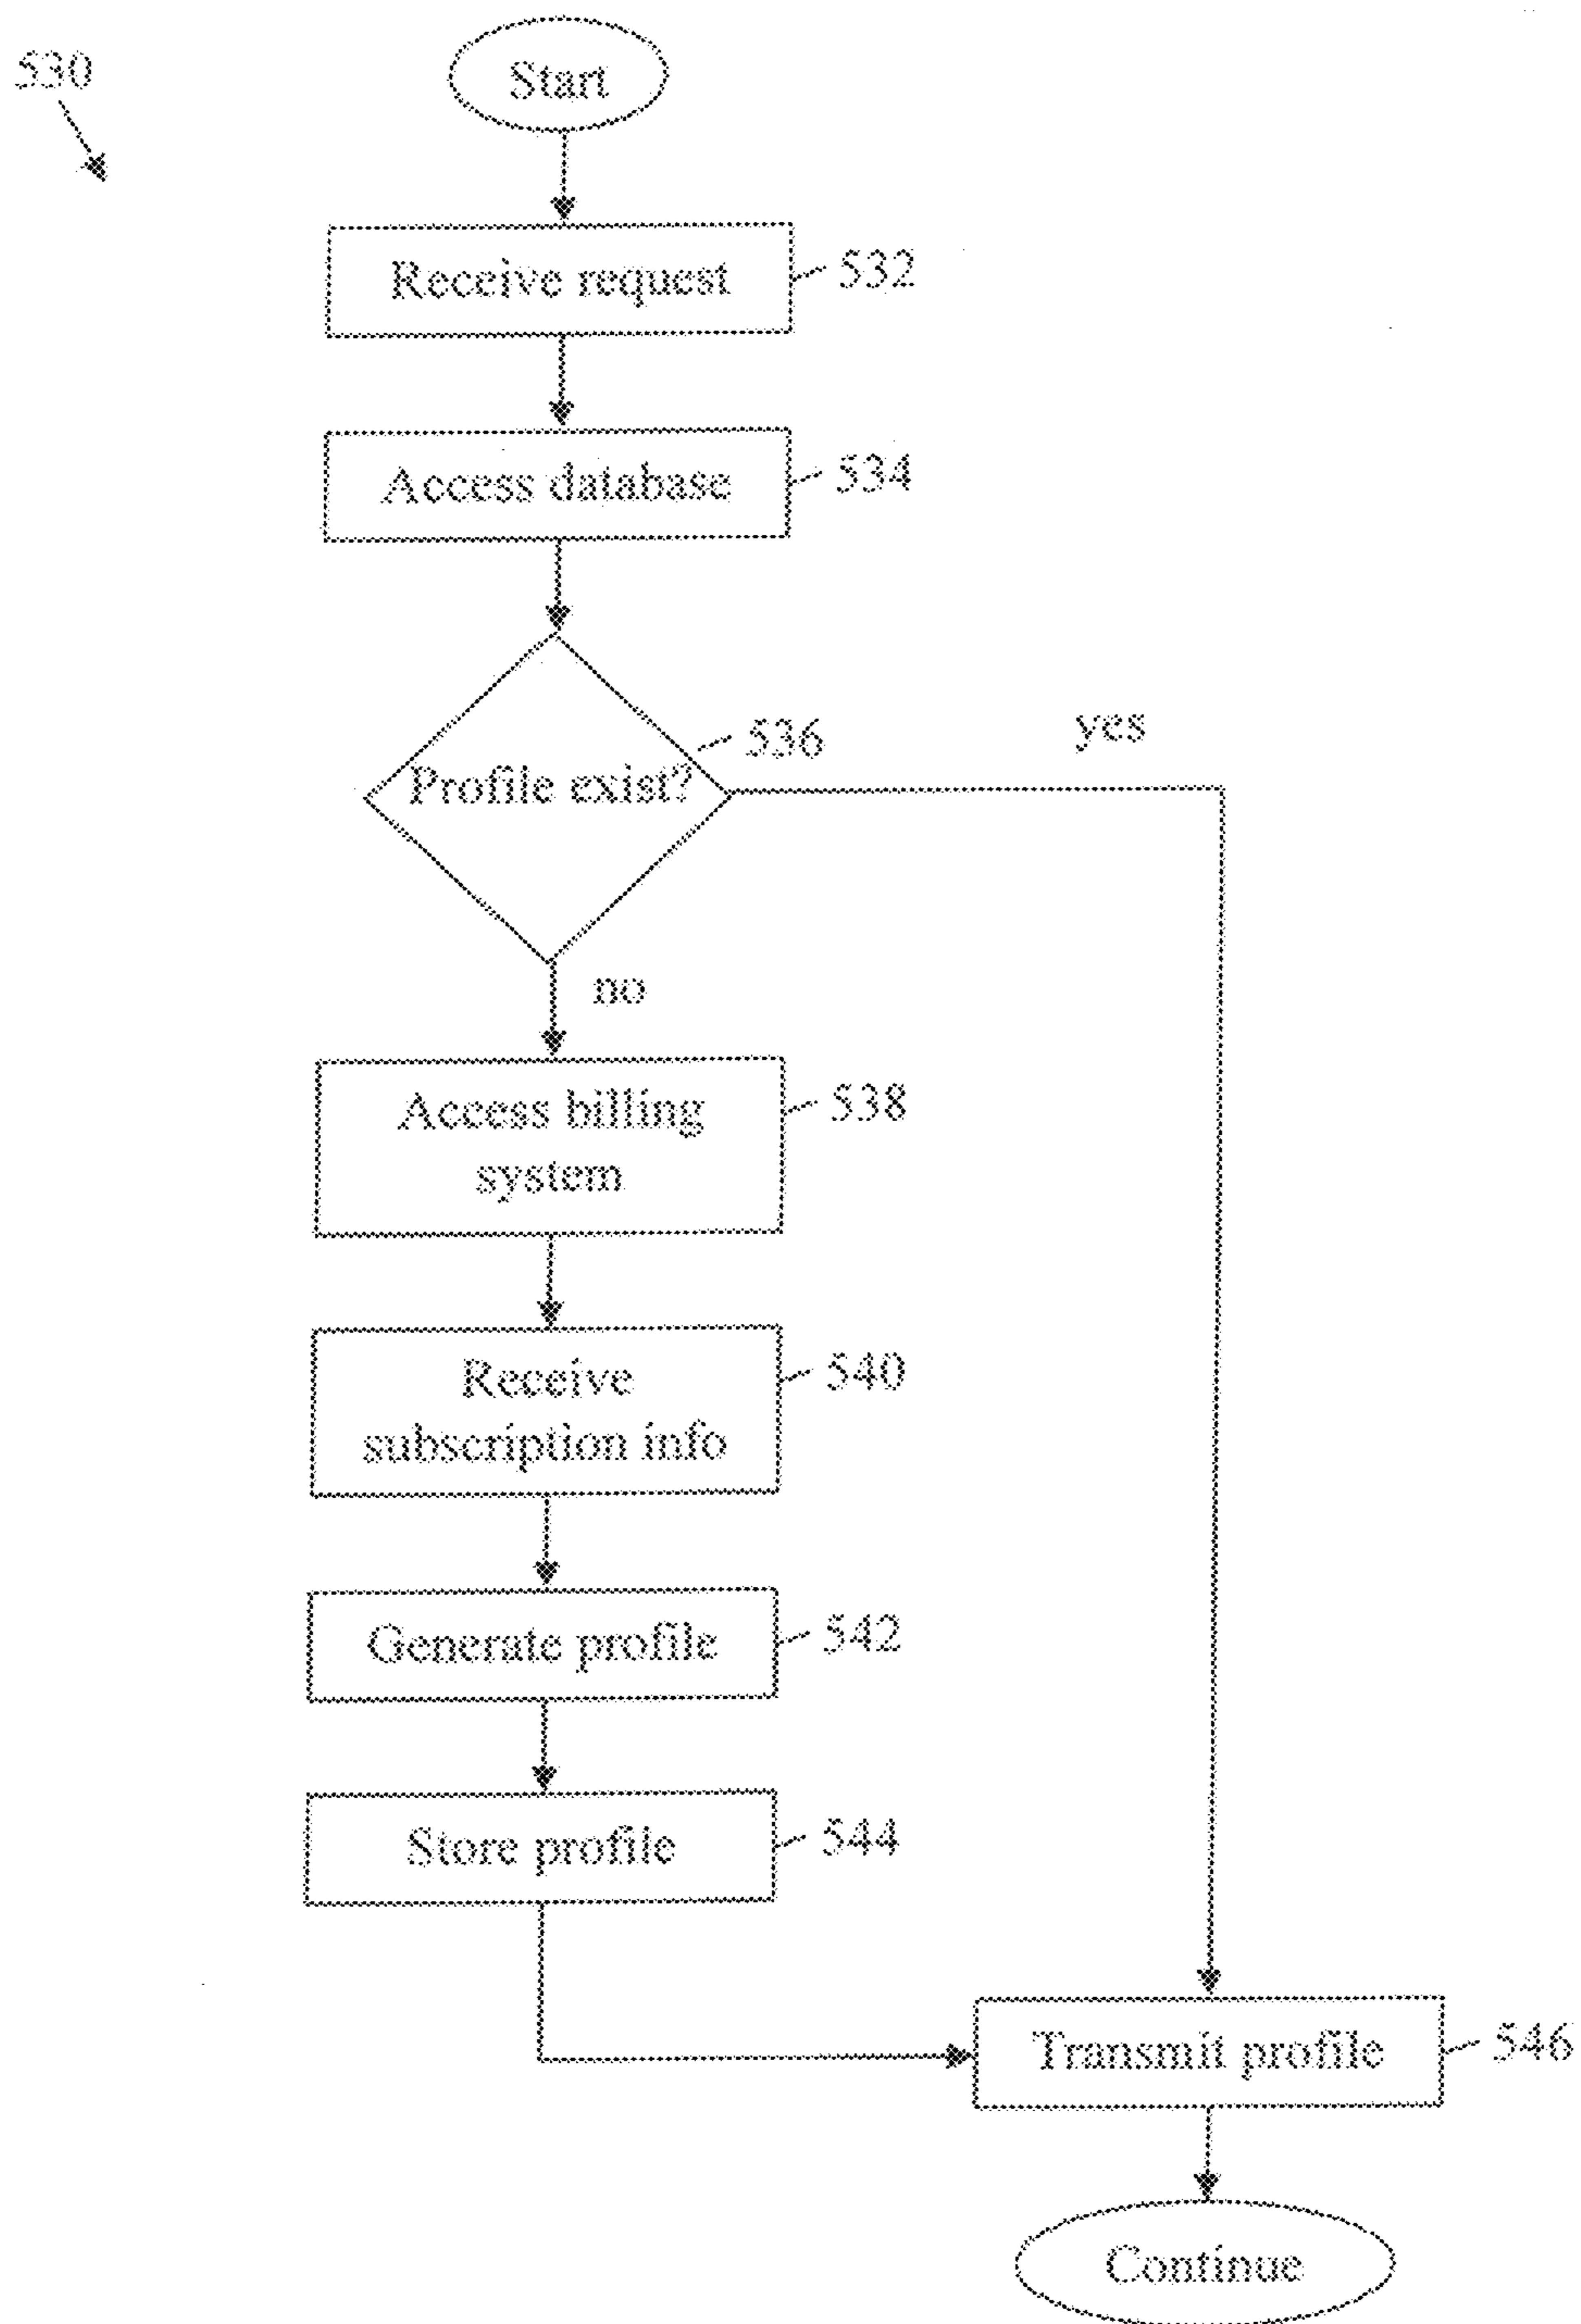 530
Start
Receive request
532
Access database
534
Profile exist?
536
yes
no
Access billing
system
538
Receive
subscription info
540
Generate profile
542
Store profile
544
Transmit profile
546
Continue